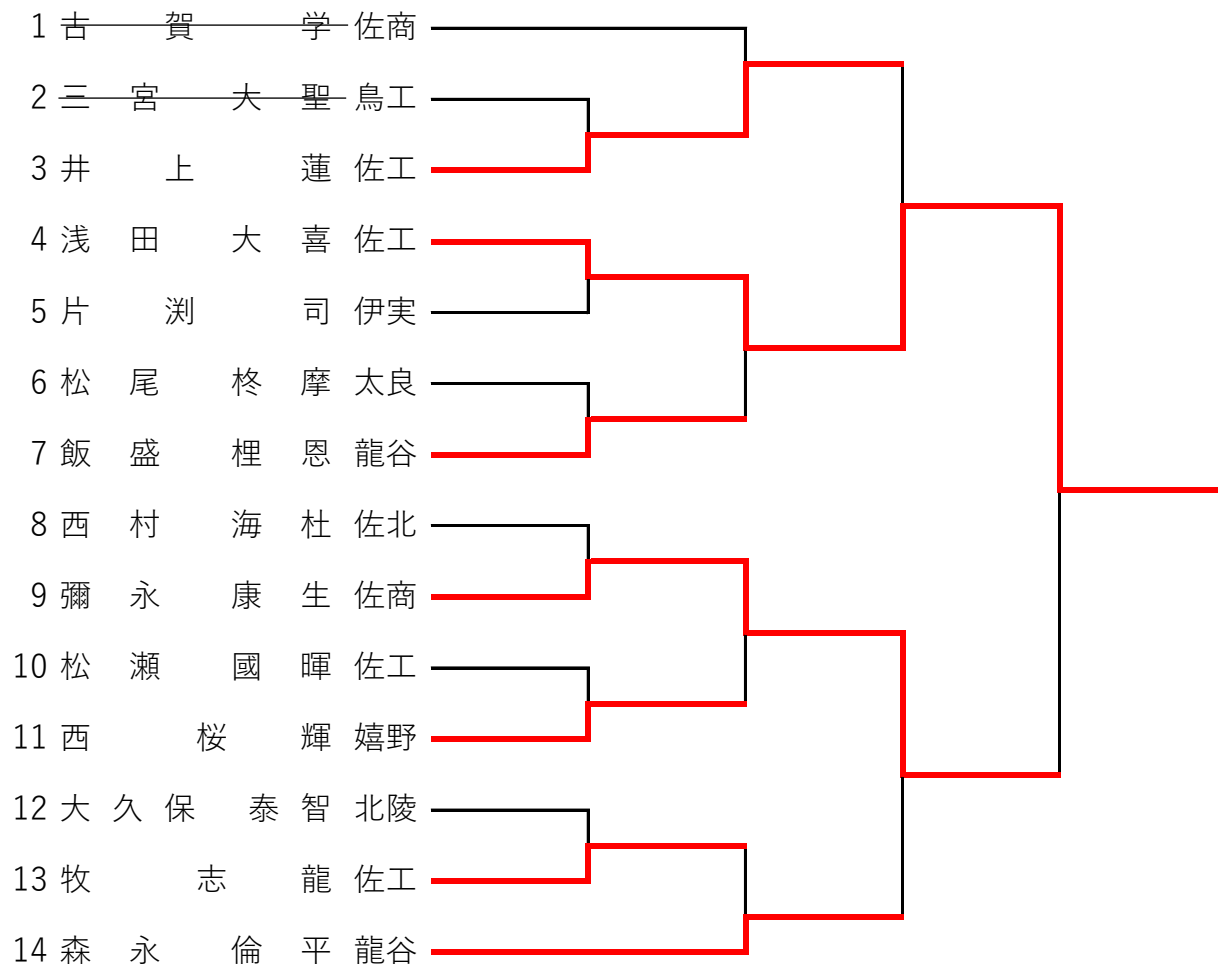 1 古賀学 佐商
2 三宮大聖 鳥工
3 井上蓮 佐工
4 浅田大喜 佐工
5 片渕司 伊実
6 松尾柊摩 太良
7 飯盛梩恩 龍谷
8 西村海杜 佐北
9 彌永康生 佐商
10 松瀬國暉 佐工
11 西桜輝 嬉野
12 大久保泰智 北陵
13 牧志龍 佐工
14 森永倫平 龍谷